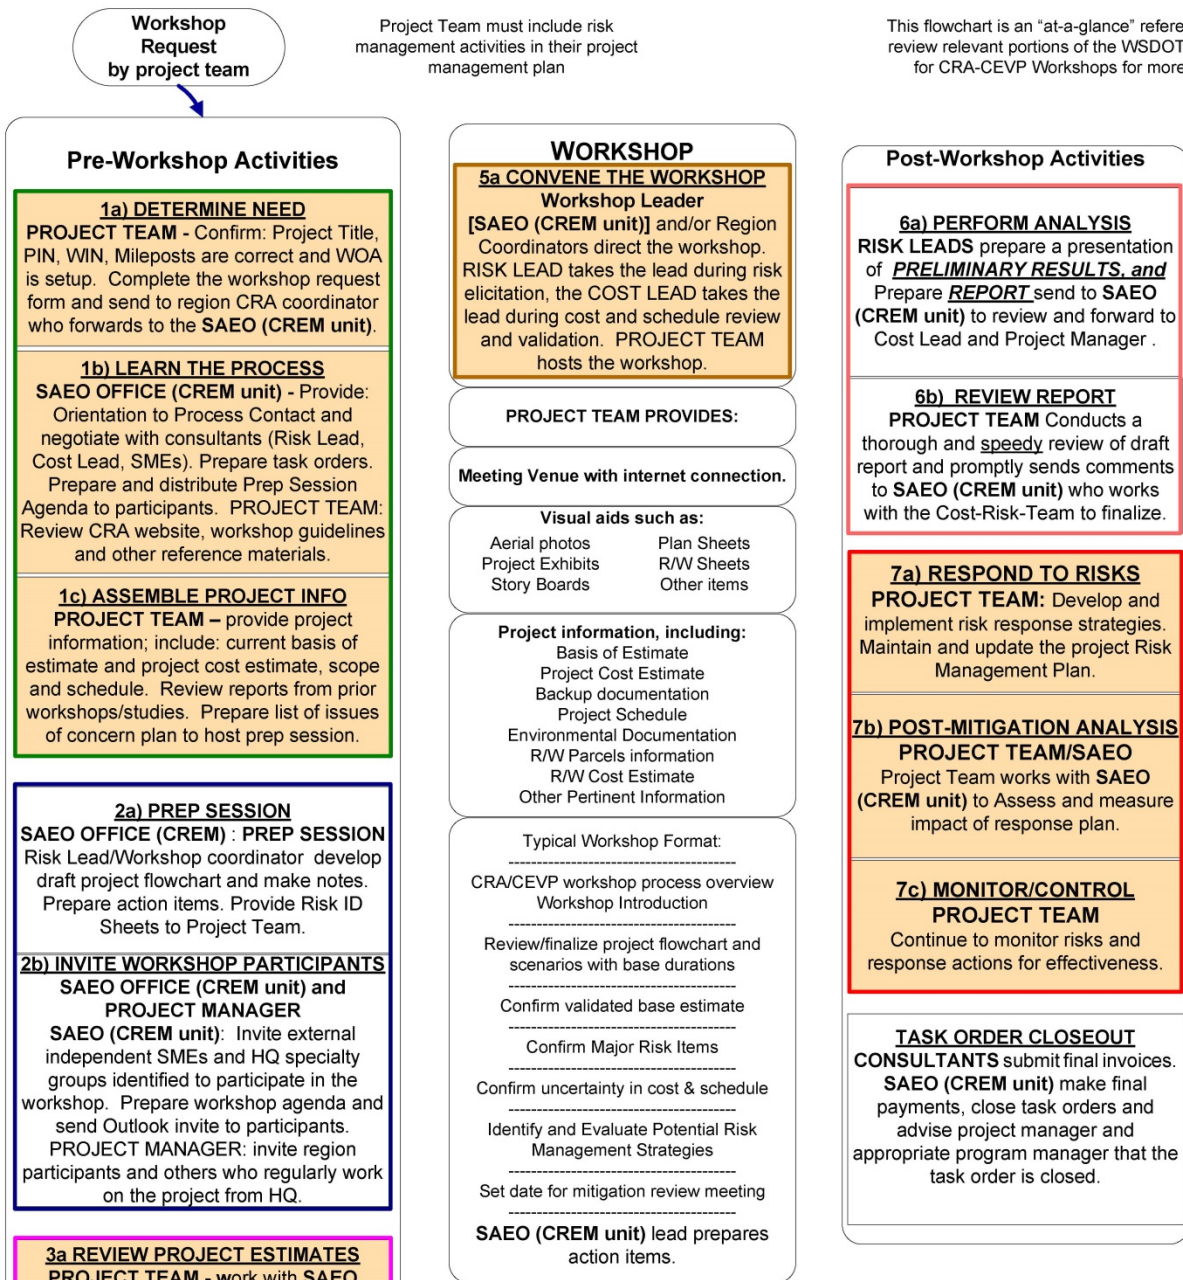 Workshop
Request
by project team
Project Team must include risk
management activities in their project
management plan
This flowchart is an “at-a-glance” refere
review relevant portions of the WSDOT
for CRA-CEVP Workshops for more
Pre-Workshop Activities
1a) DETERMINE NEED
PROJECT TEAM - Confirm: Project Title,
PIN, WIN, Mileposts are correct and WOA
is setup. Complete the workshop request
form and send to region CRA coordinator
who forwards to the SAEO (CREM unit).
1b) LEARN THE PROCESS
SAEO OFFICE (CREM unit) - Provide:
Orientation to Process Contact and
negotiate with consultants (Risk Lead,
Cost Lead, SMEs). Prepare task orders.
Prepare and distribute Prep Session
Agenda to participants. PROJECT TEAM:
Review CRA website, workshop guidelines
and other reference materials.
1c) ASSEMBLE PROJECT INFO
PROJECT TEAM – provide project
information; include: current basis of
estimate and project cost estimate, scope
and schedule. Review reports from prior
workshops/studies. Prepare list of issues
of concern plan to host prep session.
2a) PREP SESSION
SAEO OFFICE (CREM) : PREP SESSION
Risk Lead/Workshop coordinator develop
draft project flowchart and make notes.
Prepare action items. Provide Risk ID
Sheets to Project Team.
2b) INVITE WORKSHOP PARTICIPANTS
SAEO OFFICE (CREM unit) and
PROJECT MANAGER
SAEO (CREM unit): Invite external
independent SMEs and HQ specialty
groups identified to participate in the
workshop. Prepare workshop agenda and
send Outlook invite to participants.
PROJECT MANAGER: invite region
participants and others who regularly work
on the project from HQ.
3a REVIEW PROJECT ESTIMATES
PROJECT TEAM - work with SAEO
WORKSHOP
5a CONVENE THE WORKSHOP
Workshop Leader
[SAEO (CREM unit)] and/or Region
Coordinators direct the workshop.
RISK LEAD takes the lead during risk
elicitation, the COST LEAD takes the
lead during cost and schedule review
and validation. PROJECT TEAM
hosts the workshop.
PROJECT TEAM PROVIDES:
Meeting Venue with internet connection.
Visual aids such as:
Aerial photos Plan Sheets
Project Exhibits R/W Sheets
Story Boards Other items
Project information, including:
Basis of Estimate
Project Cost Estimate
Backup documentation
Project Schedule
Environmental Documentation
R/W Parcels information
R/W Cost Estimate
Other Pertinent Information
Typical Workshop Format:
----------------------------------------
CRA/CEVP workshop process overview
Workshop Introduction
----------------------------------------
Review/finalize project flowchart and
scenarios with base durations
----------------------------------------
Confirm validated base estimate
----------------------------------------
Confirm Major Risk Items
----------------------------------------
Confirm uncertainty in cost & schedule
----------------------------------------
Identify and Evaluate Potential Risk
Management Strategies
----------------------------------------
Set date for mitigation review meeting
----------------------------------------
SAEO (CREM unit) lead prepares
action items.
Post-Workshop Activities
6a) PERFORM ANALYSIS
RISK LEADS prepare a presentation
of PRELIMINARY RESULTS, and
Prepare REPORT send to SAEO
(CREM unit) to review and forward to
Cost Lead and Project Manager .
6b) REVIEW REPORT
PROJECT TEAM Conducts a
thorough and speedy review of draft
report and promptly sends comments
to SAEO (CREM unit) who works
with the Cost-Risk-Team to finalize.
7a) RESPOND TO RISKS
PROJECT TEAM: Develop and
implement risk response strategies.
Maintain and update the project Risk
Management Plan.
7b) POST-MITIGATION ANALYSIS
PROJECT TEAM/SAEO
Project Team works with SAEO
(CREM unit) to Assess and measure
impact of response plan.
7c) MONITOR/CONTROL
PROJECT TEAM
Continue to monitor risks and
response actions for effectiveness.
TASK ORDER CLOSEOUT
CONSULTANTS submit final invoices.
SAEO (CREM unit) make final
payments, close task orders and
advise project manager and
appropriate program manager that the
task order is closed.